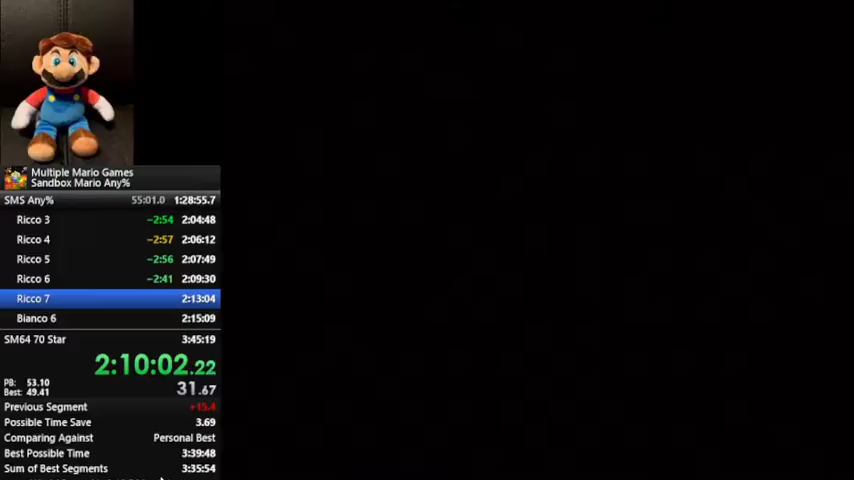 Multiple Mario Games
Sandbox Mario Any%
SMS Any% 55:01.0 1:28:55.7
Ricco 3 −2:54 2:04:48
Ricco 4 −2:57 2:06:12
Ricco 5 −2:56 2:07:49
Ricco 6 −2:41 2:09:30
Ricco 7 2:13:04
Bianco 6 2:15:09
SM64 70 Star 3:45:19
2:10:02.22
PB: 53.10
Best: 49.41
31.67
Previous Segment +15.4
Possible Time Save 3.69
Comparing Against Personal Best
Best Possible Time 3:39:48
Sum of Best Segments 3:35:54